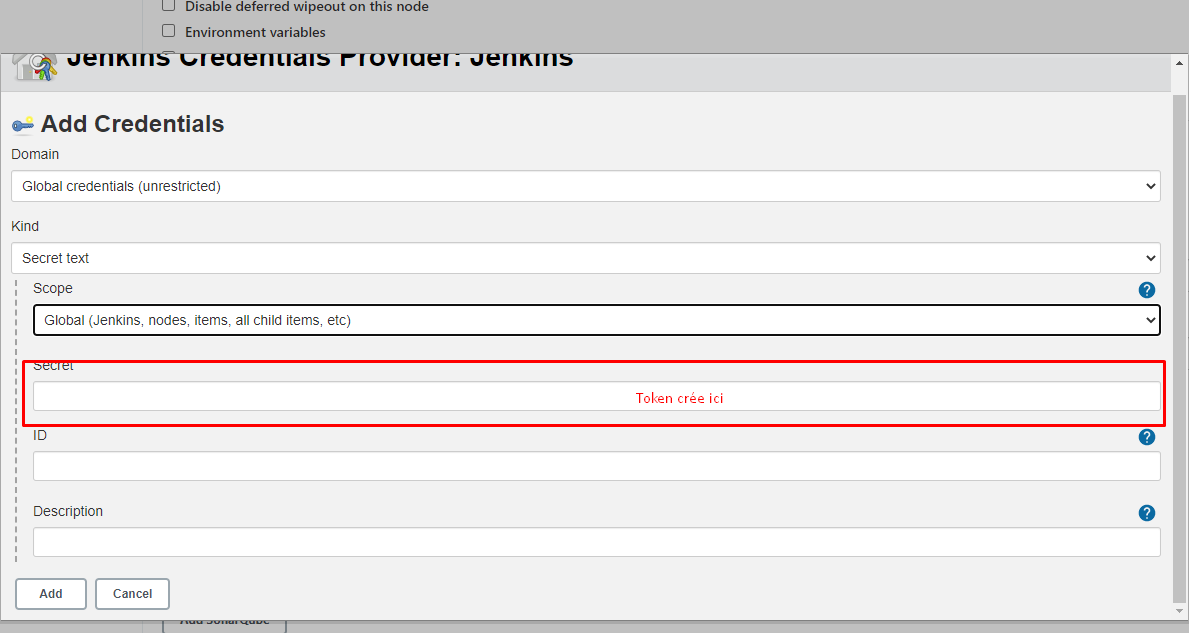 Disable deferred wipeout on this node
Environment variables
Jenkins Credentials Provider: Jenkins
Add Credentials
Domain
Global credentials (unrestricted)
Kind
Secret text
Scope
?
Global (Jenkins, nodes, items, all child items, etc)
Secret
Token crée ici
ID
?
Description
?
Add
Cancel
Add SonarQube